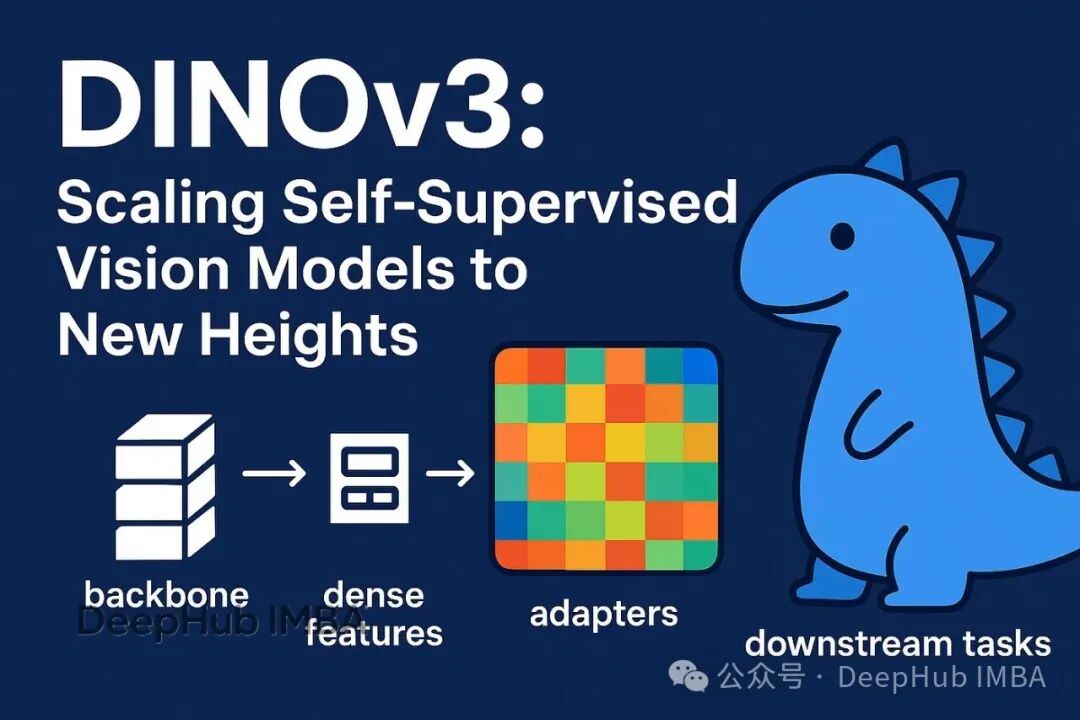 DINOv3:
Scaling Self-Supervised
Vision Models to
New Heights
backbone
dense
features
adapters
downstream tasks
DeepHub IMBA
公众号 · DeepHub IMBA